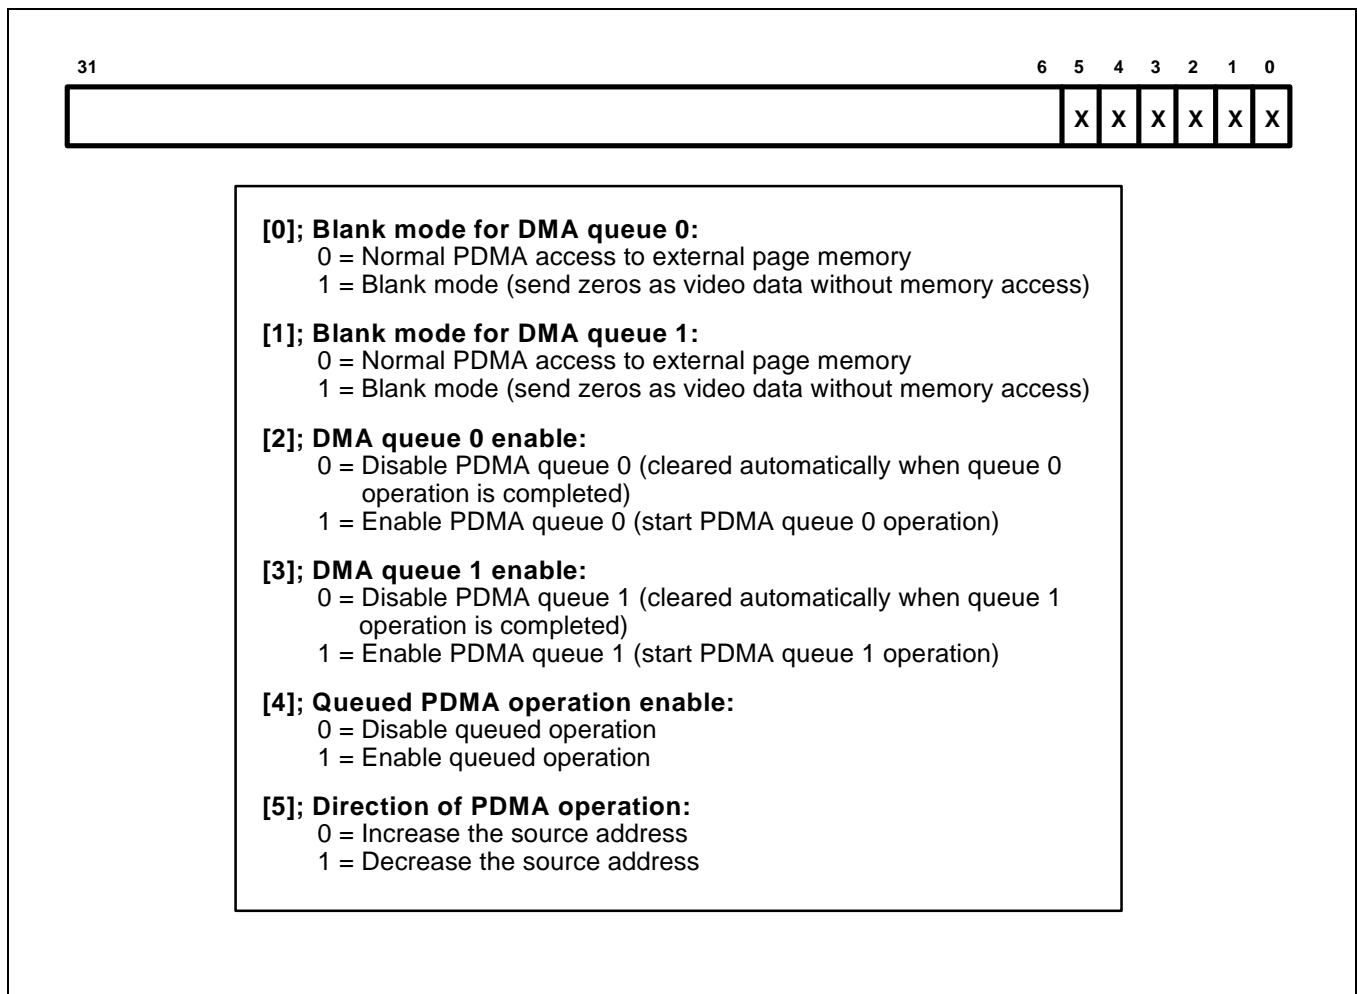 31 6 5 4 3 2 1 0
X X X X X X
[0]; Blank mode for DMA queue 0:
0 = Normal PDMA access to external page memory
1 = Blank mode (send zeros as video data without memory access)
[1]; Blank mode for DMA queue 1:
0 = Normal PDMA access to external page memory
1 = Blank mode (send zeros as video data without memory access)
[2]; DMA queue 0 enable:
0 = Disable PDMA queue 0 (cleared automatically when queue 0
operation is completed)
1 = Enable PDMA queue 0 (start PDMA queue 0 operation)
[3]; DMA queue 1 enable:
0 = Disable PDMA queue 1 (cleared automatically when queue 1
operation is completed)
1 = Enable PDMA queue 1 (start PDMA queue 1 operation)
[4]; Queued PDMA operation enable:
0 = Disable queued operation
1 = Enable queued operation
[5]; Direction of PDMA operation:
0 = Increase the source address
1 = Decrease the source address